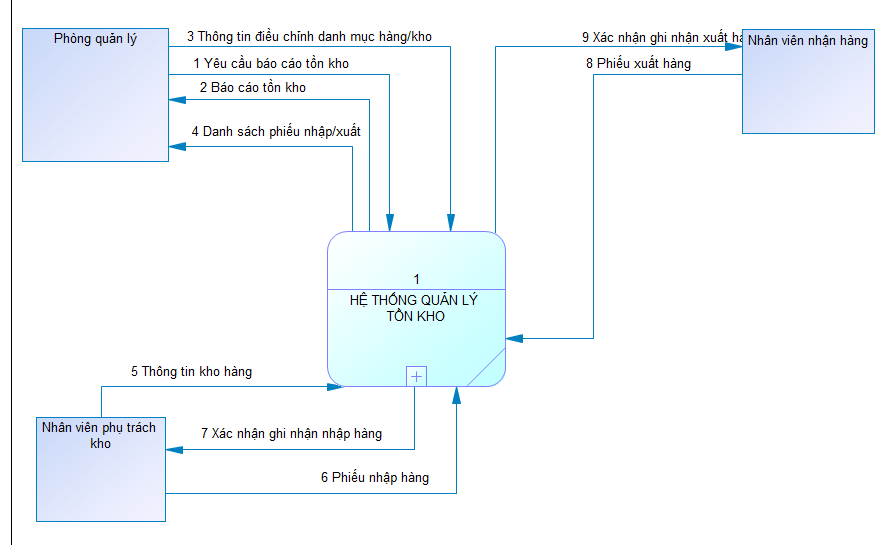 3 Thông tin điều chỉnh danh mục hàng/kho
9 Xác nhận ghi nhận xuất
Phòng quản lý
Nhân viên nhận hàng
1 Yêu cầu báo cáo tồn kho
8 Phiếu xuất hàng
2 Báo cáo tồn kho
4 Danh sách phiếu nhập/xuất
1
HỆ THỐNG QUẢN LÝ
TỒN KHO
5 Thông tin kho hàng
Nhân viên phụ trách
kho
7 Xác nhận ghi nhận nhập hàng
6 Phiếu nhập hàng